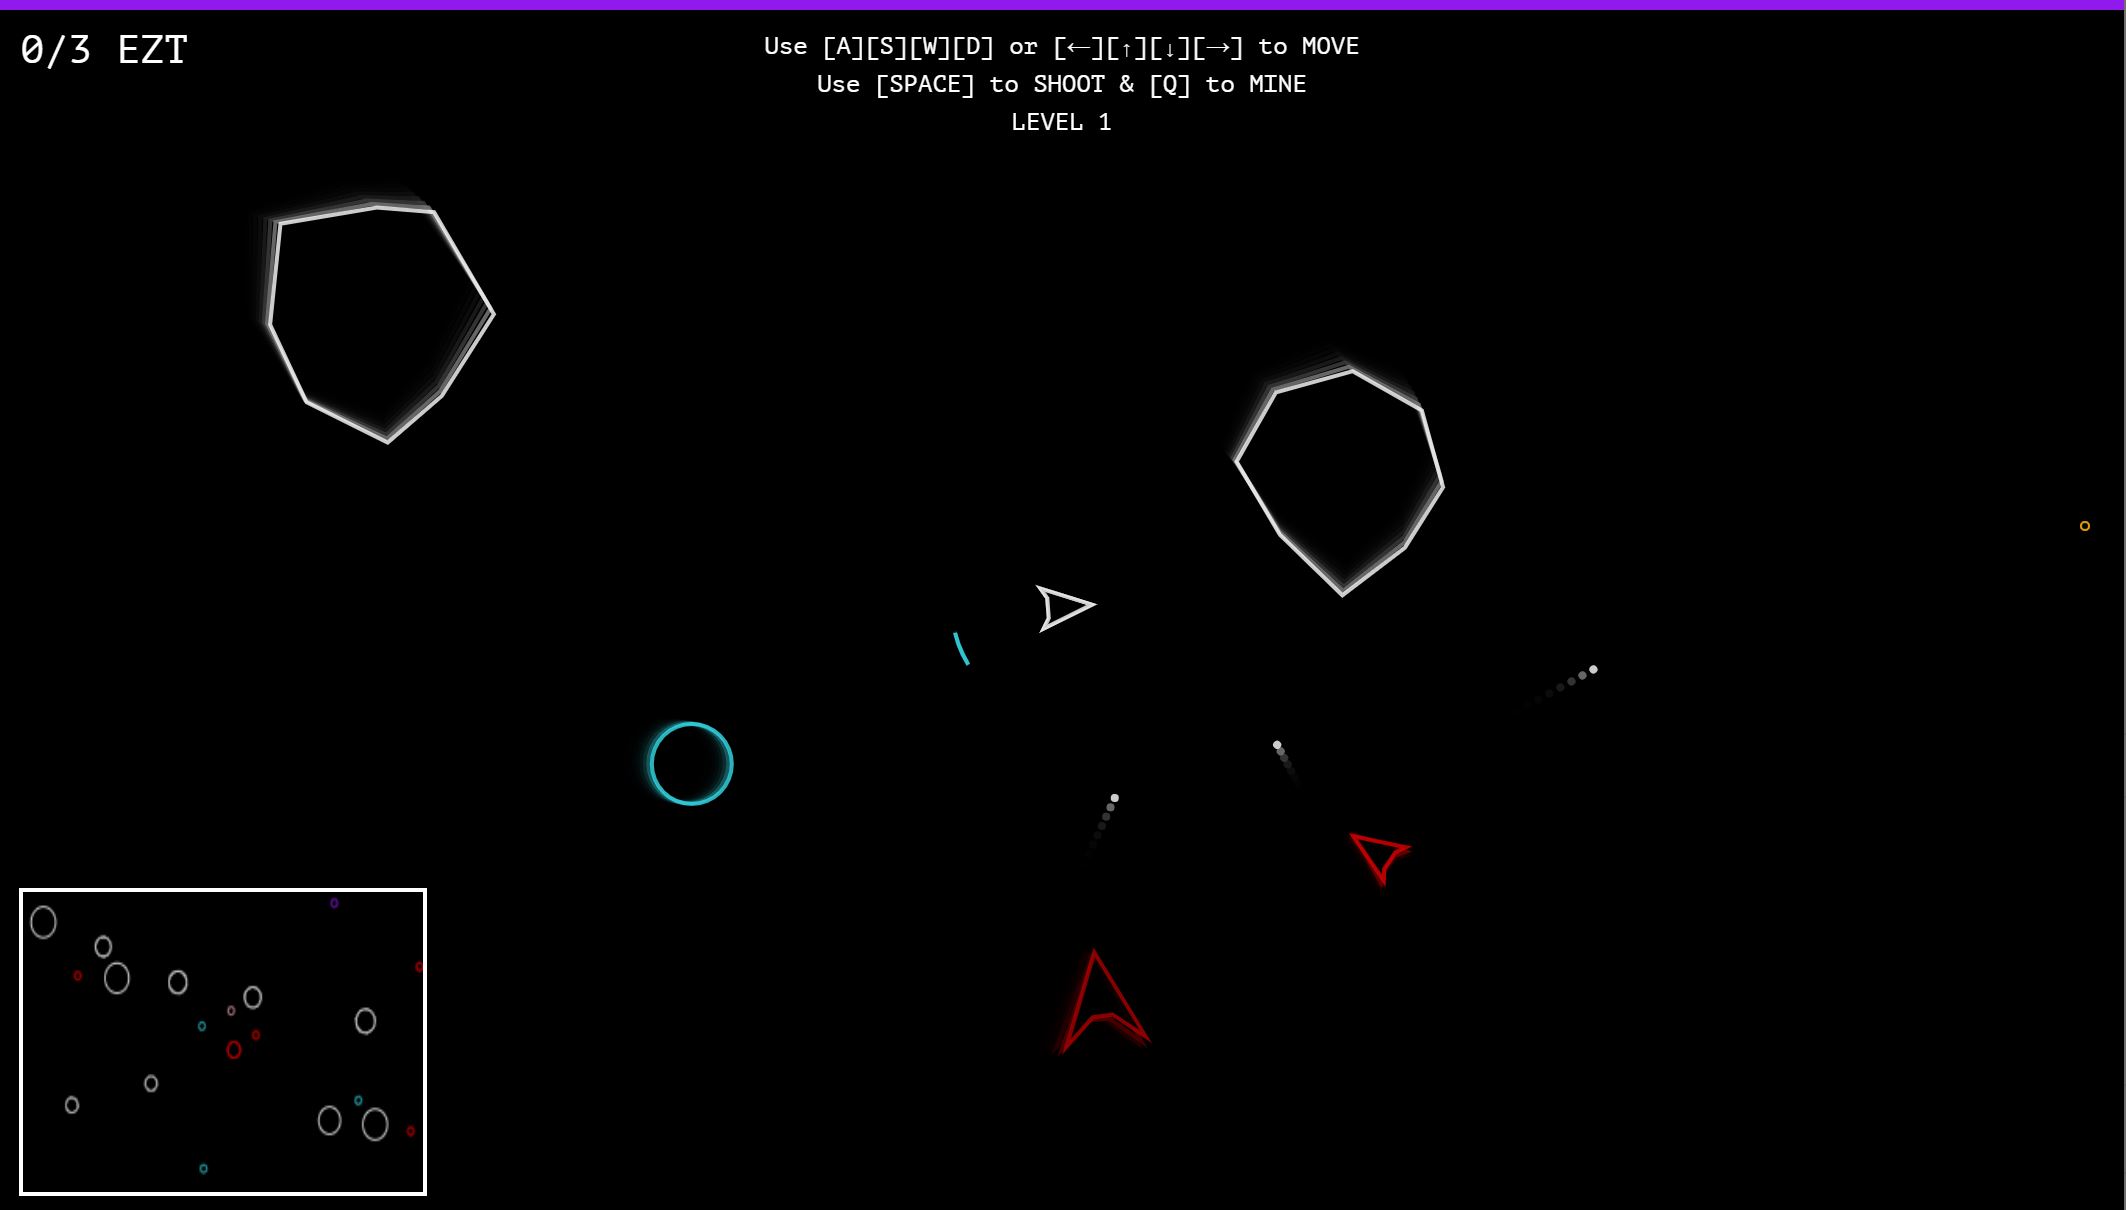 0/3 EZT
Use [A][S][W][D] or [←][↑][↓][→] to MOVE
Use [SPACE] to SHOOT & [Q] to MINE
LEVEL 1